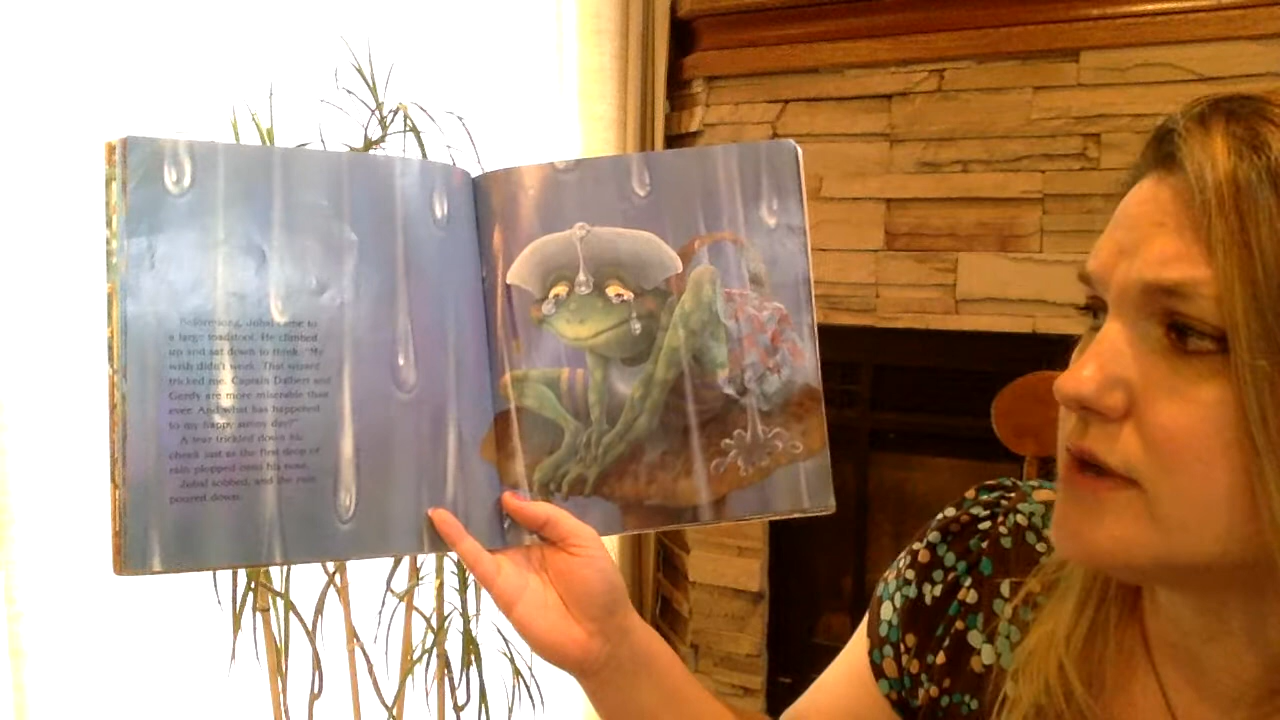 Before long, Jubal came to
a large toadstool. He climbed
up and sat down to think. "My
wish didn't work. That wizard
tricked me. Captain Dalbert and
Gerdy are more miserable than
ever. And what has happened
to my happy sunny day?"
A tear trickled down his
cheek just as the first drop of
rain plopped onto his nose.
Jubal sobbed, and the rain
poured down.